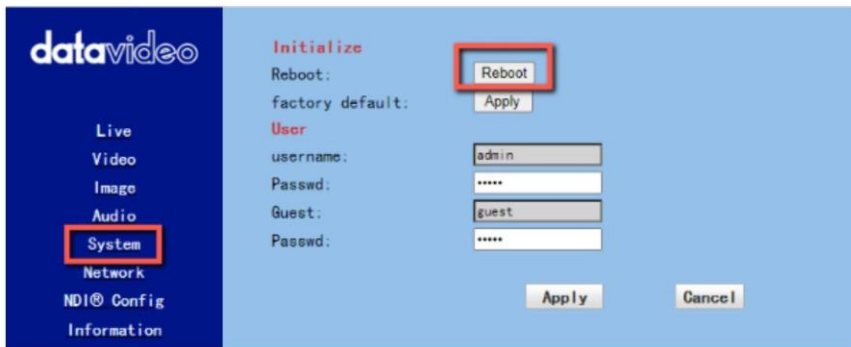 datavideo
Live
Video
Image
Audio
System
Network
NDI® Config
Information
Initialize
Reboot: Reboot
factory default: Apply
User
username: admin
Passwd: •••••
Guest: guest
Passwd: •••••
Apply Cancel